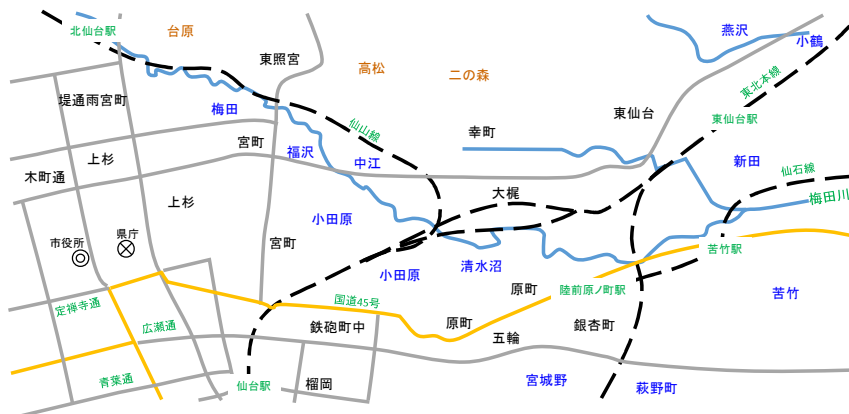 北仙台駅
台原
燕沢
小鶴
東照宮
高松
二の森
東北本線
堤通雨宮町
梅田
仙山線
幸町
東仙台
東仙台駅
宮町
福沢
中江
新田
仙石線
木町通
上杉
上杉
大梶
梅田川
小田原
市役所
県庁
宮町
小田原
清水沼
苦竹駅
定禅寺通
国道45号
原町
陸前原ノ町駅
苦竹
広瀬通
鉄砲町中
原町
五輪
銀杏町
青葉通
仙台駅
榴岡
宮城野
萩野町